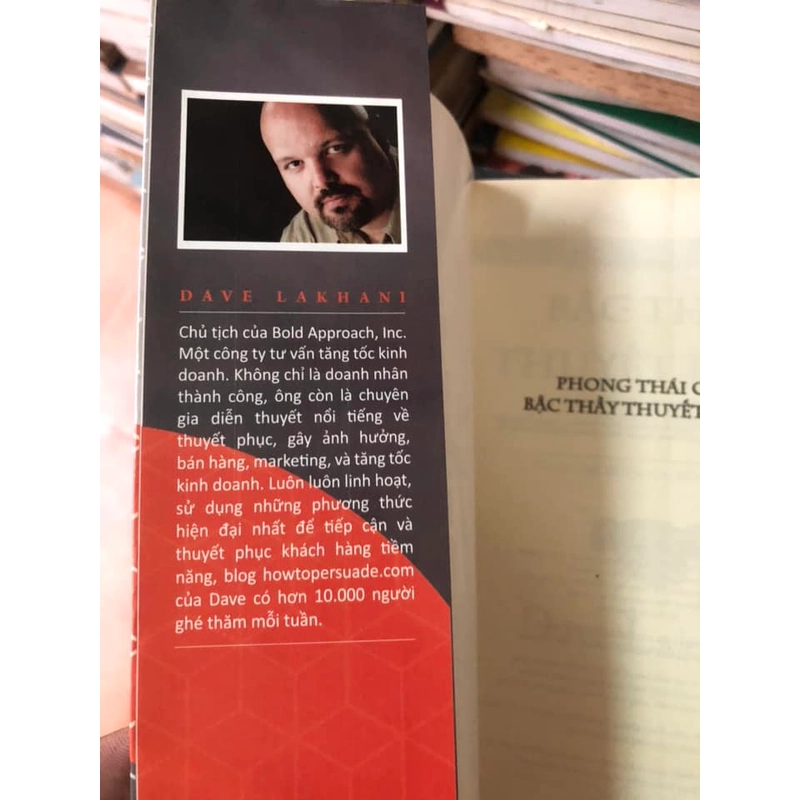 DAVE LAKHANI
Chủ tịch của Bold Approach, Inc.
Một công ty tư vấn tăng tốc kinh
doanh. Không chỉ là doanh nhân
thành công, ông còn là chuyên
gia diễn thuyết nổi tiếng về
thuyết phục, gây ảnh hưởng,
bán hàng, marketing, và tăng tốc
kinh doanh. Luôn luôn linh hoạt,
sử dụng những phương thức
hiện đại nhất để tiếp cận và
thuyết phục khách hàng tiềm
năng, blog howtopersuade.com
của Dave có hơn 10.000 người
ghé thăm mỗi tuần.
PHONG THÁI
BẬC THẦY THUYẾT